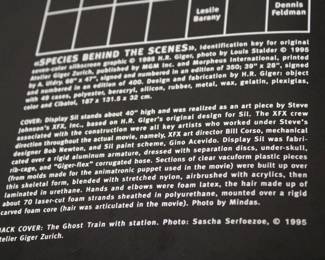 Leslie
Barany
Dennis
Feldman
«SPECIES BEHIND THE SCENES», Identification key for original
seven-color silkscreen graphic © 1988 H.R. Giger, photo by Louis Stalder © 1995
Atelier Giger Zurich, published by MGM Inc. and Morpheus International, printed
by A. Uldry 88" x 47", signed and numbered in an edition of 350; 39" x 28", signed
and numbered in an edition of 400. Design and fabrication by H.R. Giger: object
with 49 cases, polyester, beracryl, silicon, rubber, metal, wax, gelatin, plexiglas,
color and Cibatol, 187 x 131.5 x 32 cm.
COVER: Display Sil stands about 40" high and was realized as an art piece by Steve
Johnson's XFX, Inc., based on H.R. Giger's original design for Sil. The XFX crew
associated with the construction were all key artists who worked under Steve's
direction throughout the actual movie, namely, XFX art director Bill Corso, mechanical
designer Bob Newton, and Sil paint scheme, Gino Acevido. Display Sil was fabri-
cated over a rigid aluminum armature, dressed with separation discs, under-skull,
rib-cage, and "Giger-flex" corrugated hose. Sections of clear vacuform plastic pieces
(from molds made for the animatronic puppet used in the movie) were built up over
this skeletal form, blended with stretched nylon, airbrushed with acrylics, then
laminated in urethane. Hands and elbows were foam latex, the hair made up of
about 70 laser-cut foam strands sheathed in polyurethane, mounted over a rigid
carved foam core (hair was articulated in the movie). Photo by Mindas.
BACK COVER: The Ghost Train with station. Photo: Sascha Serfoezoe, © 1995
Atelier Giger Zurich.